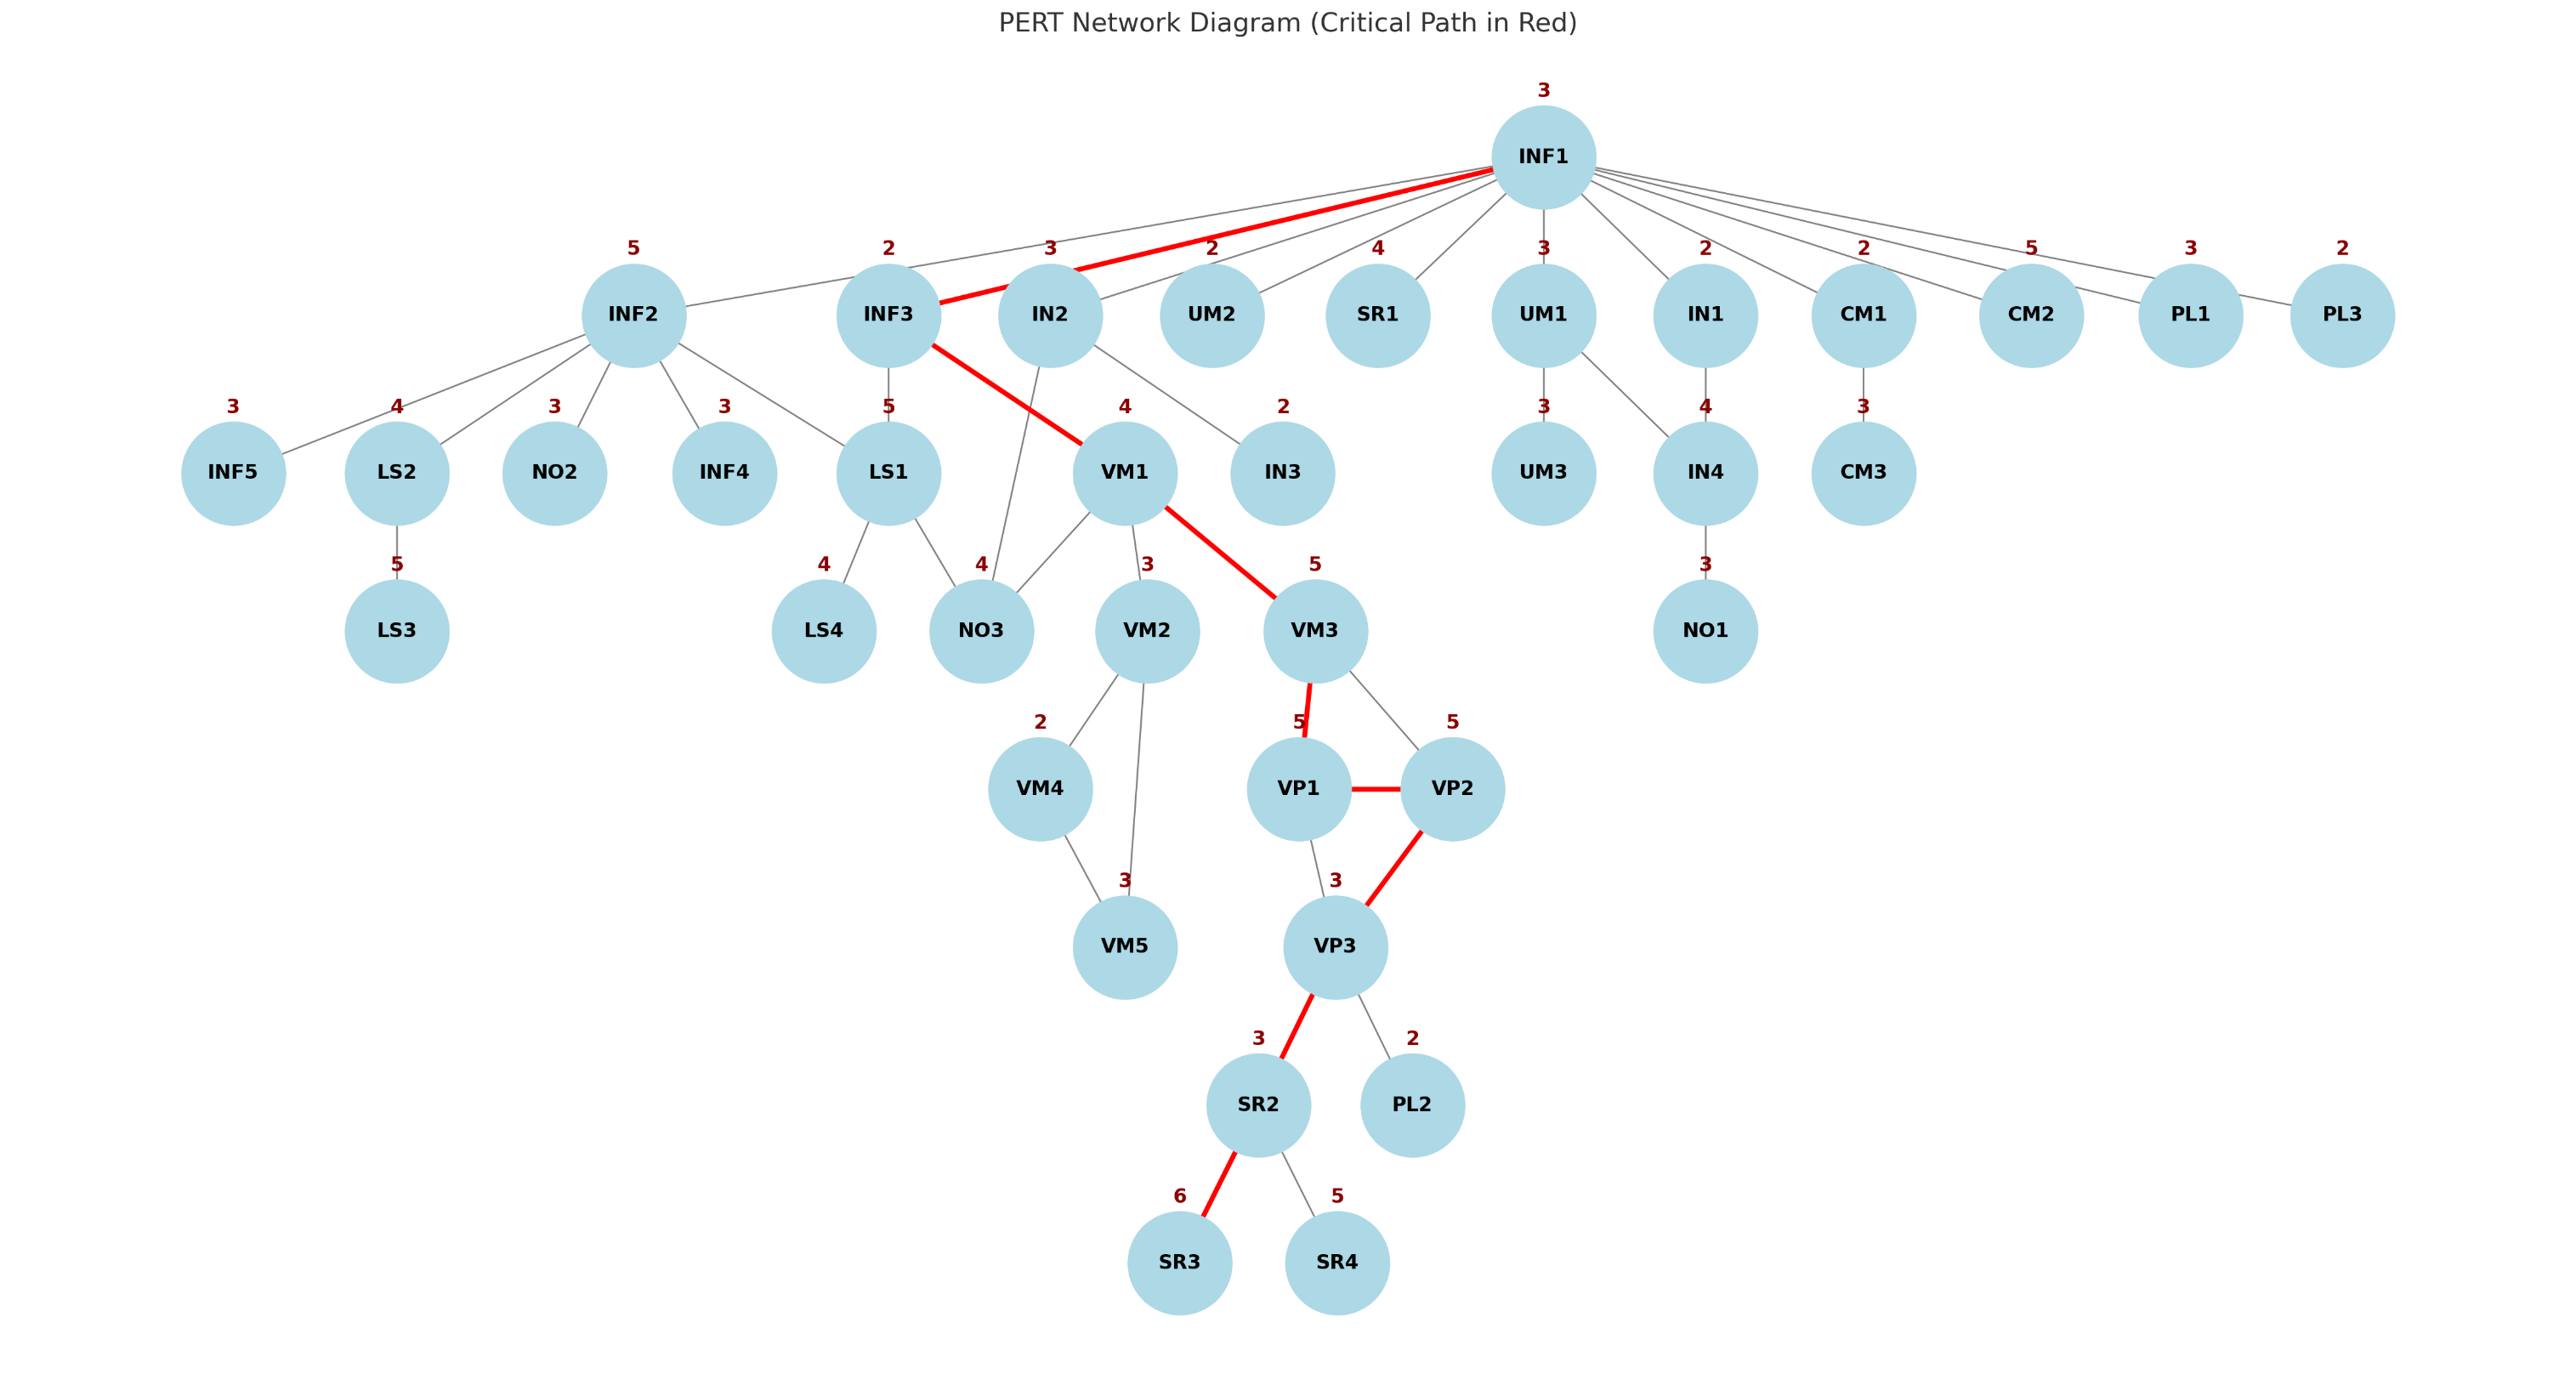 PERT Network Diagram (Critical Path in Red)
3
INF1
5 2 3 2 4 3 2 2 5 3 2
INF2 INF3 IN2 UM2 SR1 UM1 IN1 CM1 CM2 PL1 PL3
3 4 3 3 5 4 2 3 4 3
INF5 LS2 NO2 INF4 LS1 VM1 IN3 UM3 IN4 CM3
5 4 4 3 5 3
LS3 LS4 NO3 VM2 VM3 NO1
2 5 5
VM4 VP1 VP2
3 3
VM5 VP3
3 2
SR2 PL2
6 5
SR3 SR4